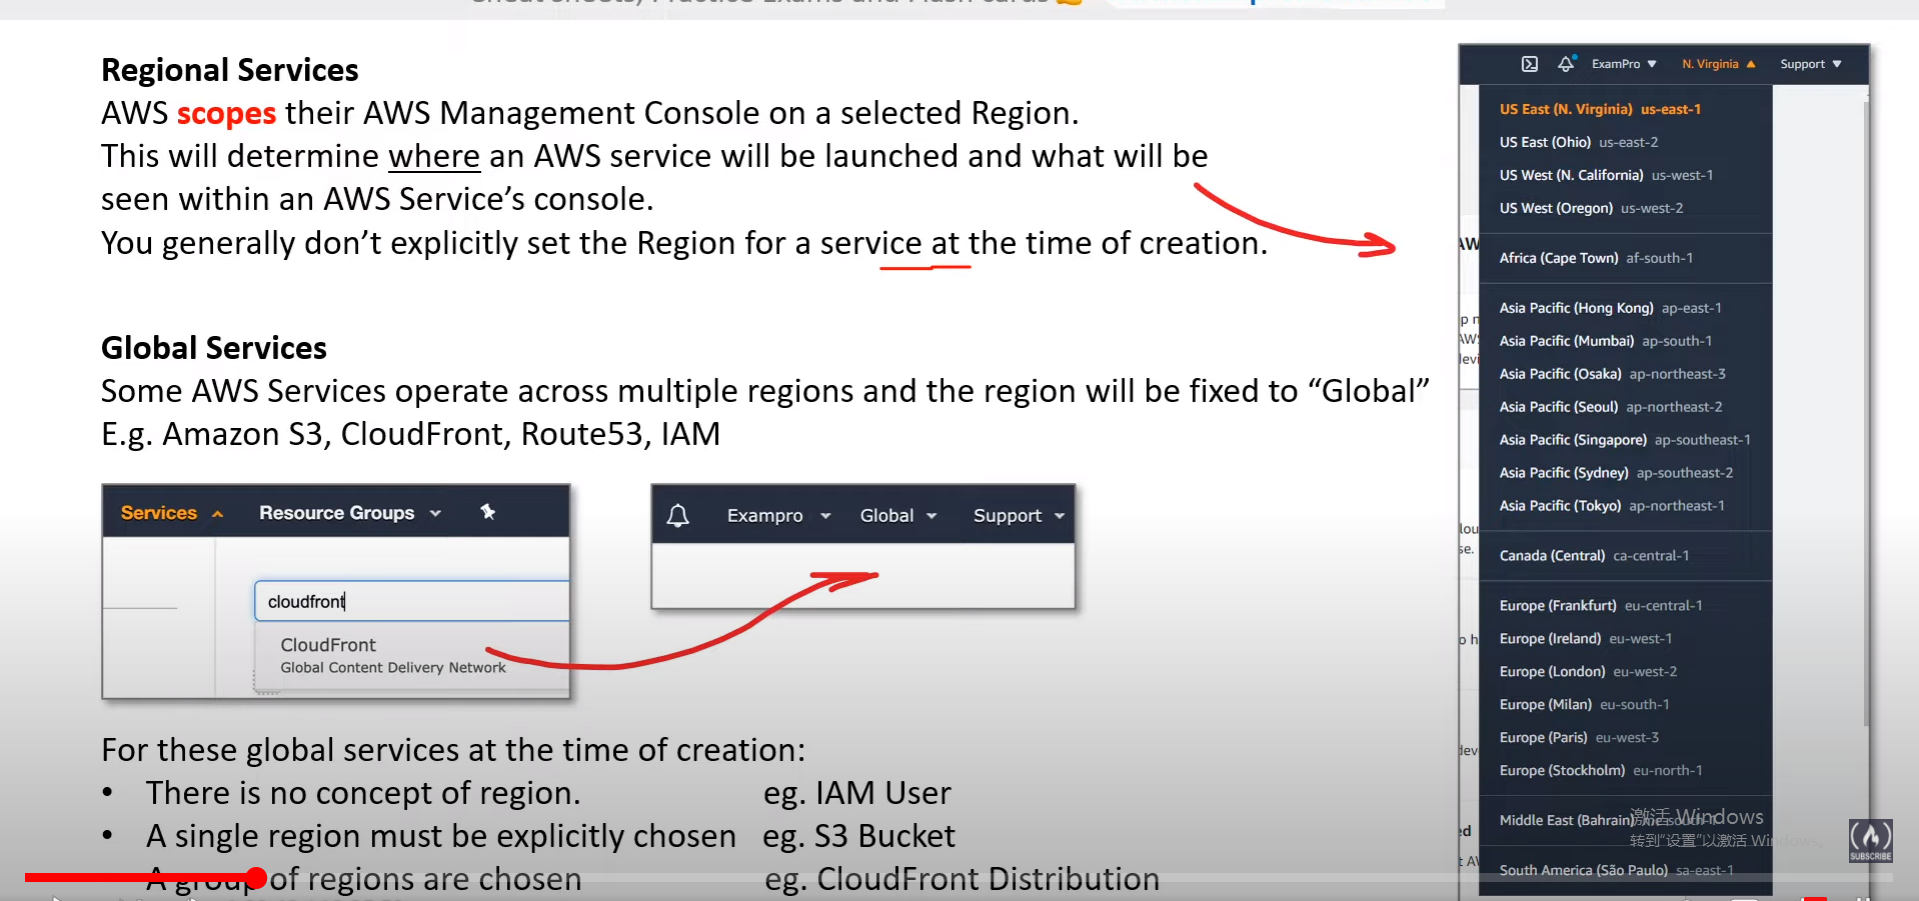 Regional Services
AWS scopes their AWS Management Console on a selected Region.
This will determine where an AWS service will be launched and what will be
seen within an AWS Service's console.
You generally don't explicitly set the Region for a service at the time of creation.
Global Services
Some AWS Services operate across multiple regions and the region will be fixed to “Global”
E.g. Amazon S3, CloudFront, Route53, IAM
Services Resource Groups
cloudfront
CloudFront
Global Content Delivery Network
Exampro Global Support
For these global services at the time of creation:
• There is no concept of region. eg. IAM User
• A single region must be explicitly chosen eg. S3 Bucket
A group of regions are chosen eg. CloudFront Distribution
ExamPro N. Virginia Support
US East (N. Virginia) us-east-1
US East (Ohio) us-east-2
US West (N. California) us-west-1
US West (Oregon) us-west-2
Africa (Cape Town) af-south-1
Asia Pacific (Hong Kong) ap-east-1
Asia Pacific (Mumbai) ap-south-1
Asia Pacific (Osaka) ap-northeast-3
Asia Pacific (Seoul) ap-northeast-2
Asia Pacific (Singapore) ap-southeast-1
Asia Pacific (Sydney) ap-southeast-2
Asia Pacific (Tokyo) ap-northeast-1
Canada (Central) ca-central-1
Europe (Frankfurt) eu-central-1
Europe (Ireland) eu-west-1
Europe (London) eu-west-2
Europe (Milan) eu-south-1
Europe (Paris) eu-west-3
Europe (Stockholm) eu-north-1
Middle East (Bahrain) me-south-1
South America (São Paulo) sa-east-1
激活 Windows
转到"设置"以激活 Windows。
SUBSCRIBE